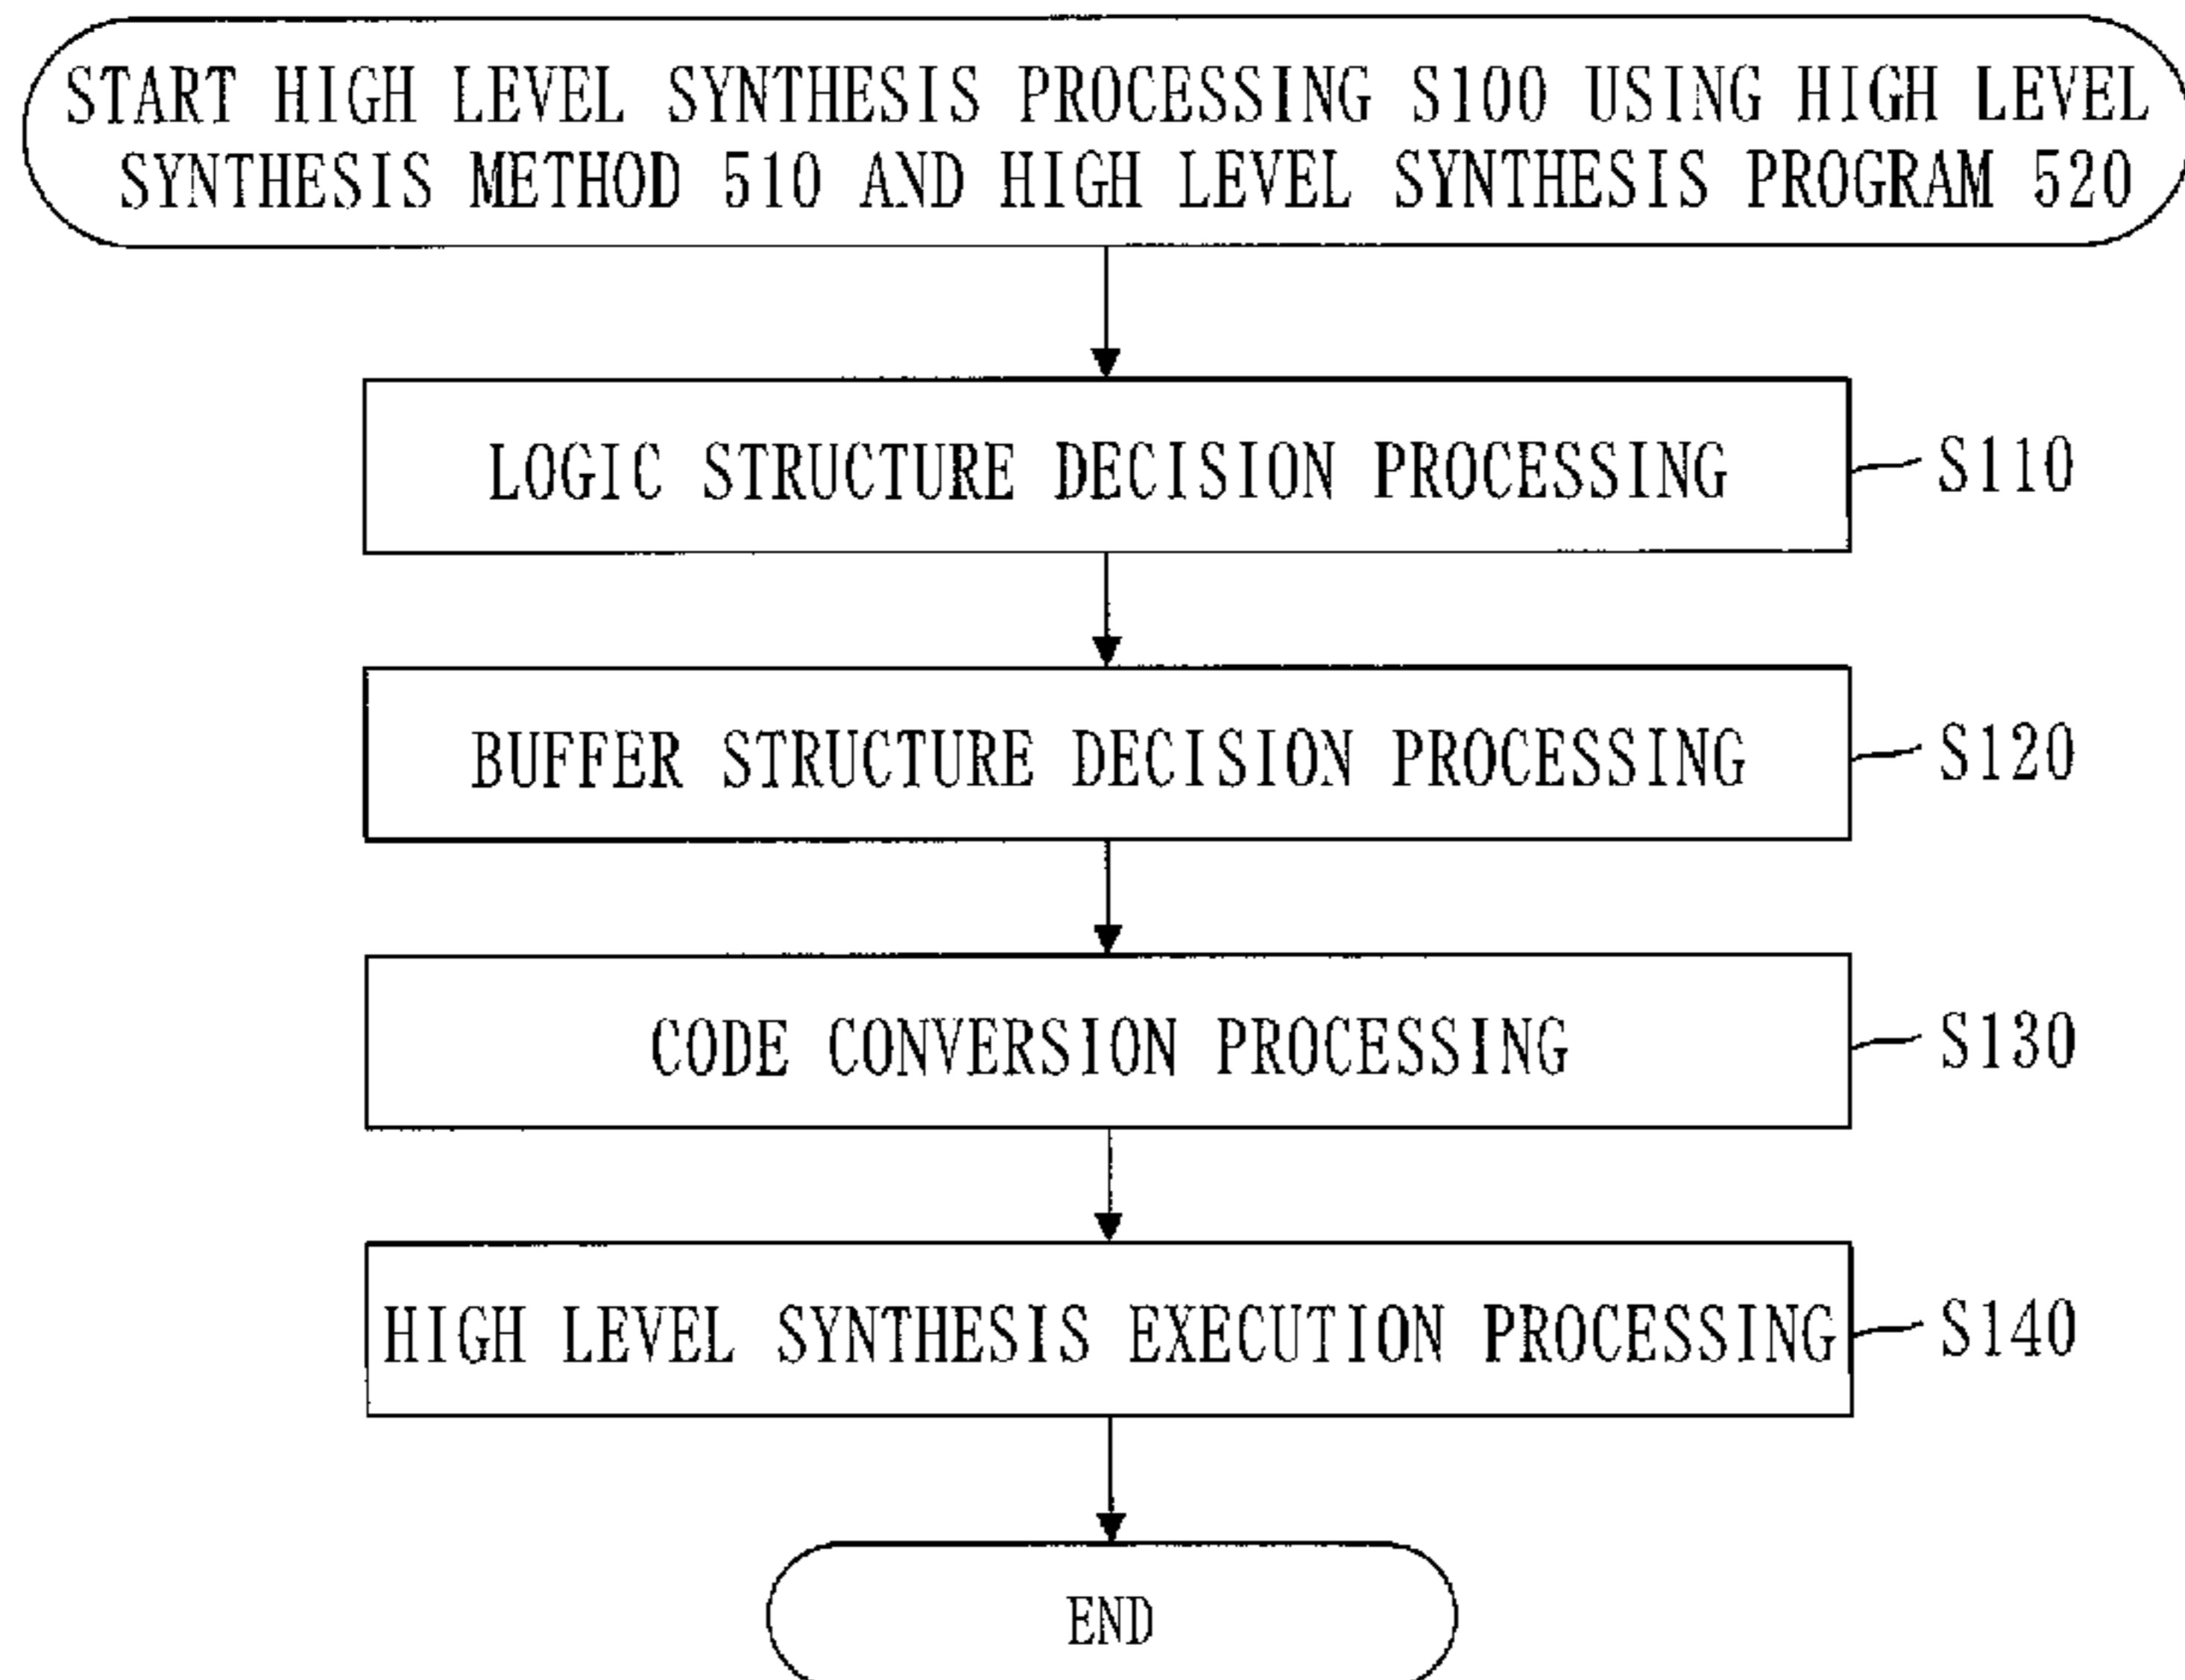 START HIGH LEVEL SYNTHESIS PROCESSING S100 USING HIGH LEVEL
SYNTHESIS METHOD 510 AND HIGH LEVEL SYNTHESIS PROGRAM 520
LOGIC STRUCTURE DECISION PROCESSING
S110
BUFFER STRUCTURE DECISION PROCESSING
S120
CODE CONVERSION PROCESSING
S130
HIGH LEVEL SYNTHESIS EXECUTION PROCESSING
S140
END